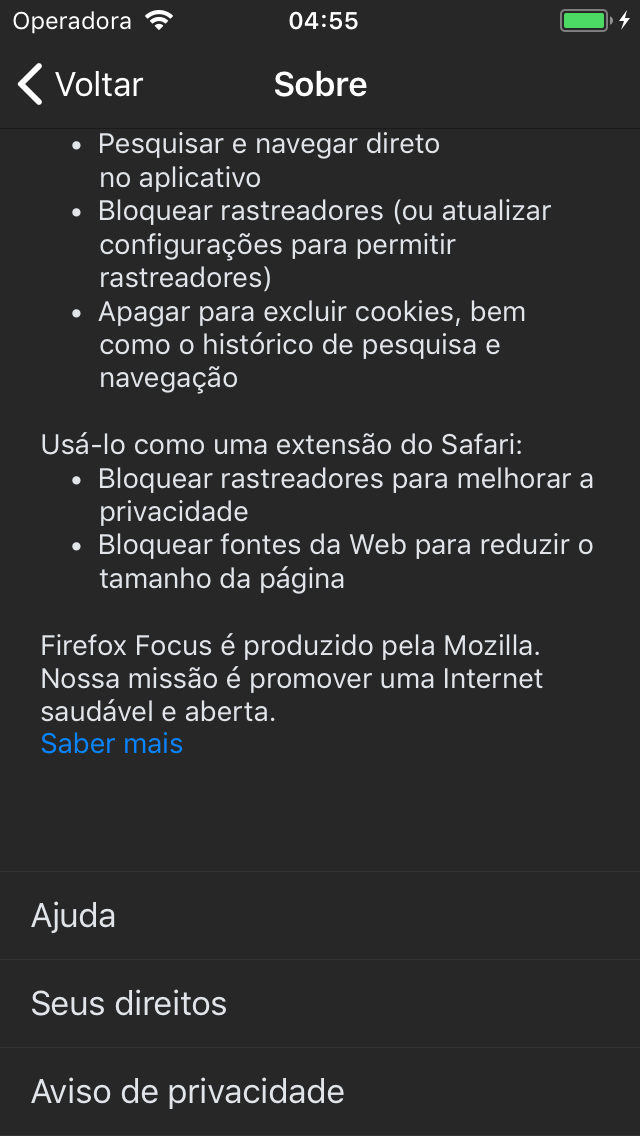 Operadora
04:55
Voltar
Sobre
• Pesquisar e navegar direto
no aplicativo
• Bloquear rastreadores (ou atualizar
configurações para permitir
rastreadores)
• Apagar para excluir cookies, bem
como o histórico de pesquisa e
navegação
Usá-lo como uma extensão do Safari:
• Bloquear rastreadores para melhorar a
privacidade
• Bloquear fontes da Web para reduzir o
tamanho da página
Firefox Focus é produzido pela Mozilla.
Nossa missão é promover uma Internet
saudável e aberta.
Saber mais
Ajuda
Seus direitos
Aviso de privacidade